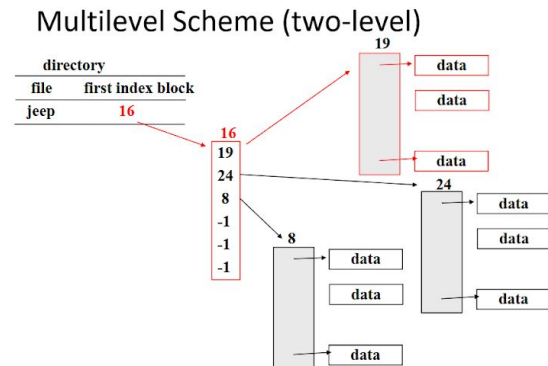 Multilevel Scheme (two-level)
directory
file first index block
jeep 16
16
19
24
8
-1
-1
-1
19
data
data
data
24
data
data
data
8
data
data
data